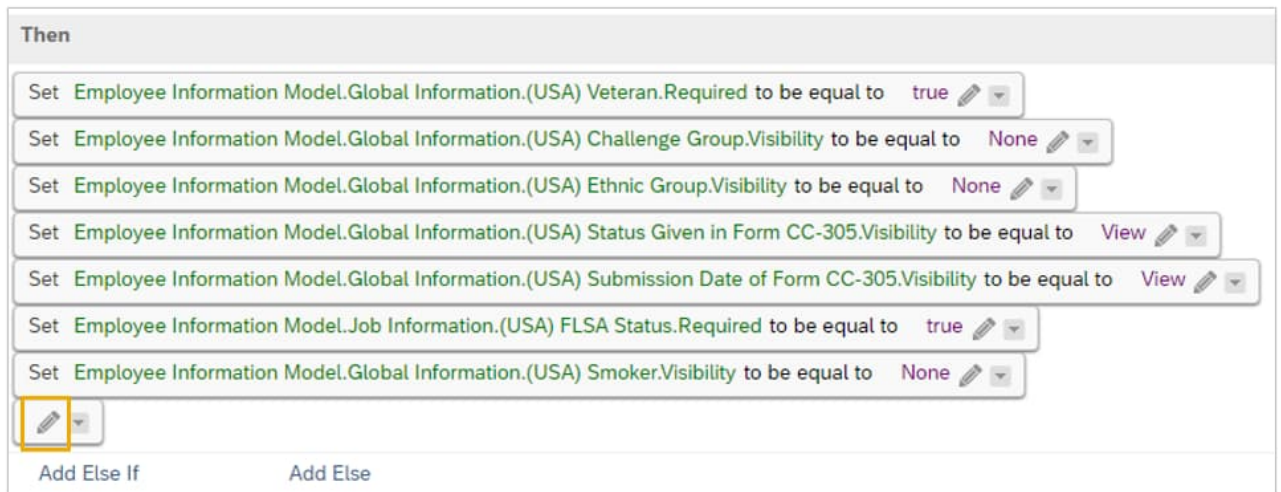 Then
Set Employee Information Model.Global Information.(USA) Veteran.Required to be equal to true
Set Employee Information Model.Global Information.(USA) Challenge Group.Visibility to be equal to None
Set Employee Information Model.Global Information.(USA) Ethnic Group.Visibility to be equal to None
Set Employee Information Model.Global Information.(USA) Status Given in Form CC-305.Visibility to be equal to View
Set Employee Information Model.Global Information.(USA) Submission Date of Form CC-305.Visibility to be equal to View
Set Employee Information Model.Job Information.(USA) FLSA Status.Required to be equal to true
Set Employee Information Model.Global Information.(USA) Smoker.Visibility to be equal to None
Add Else If Add Else